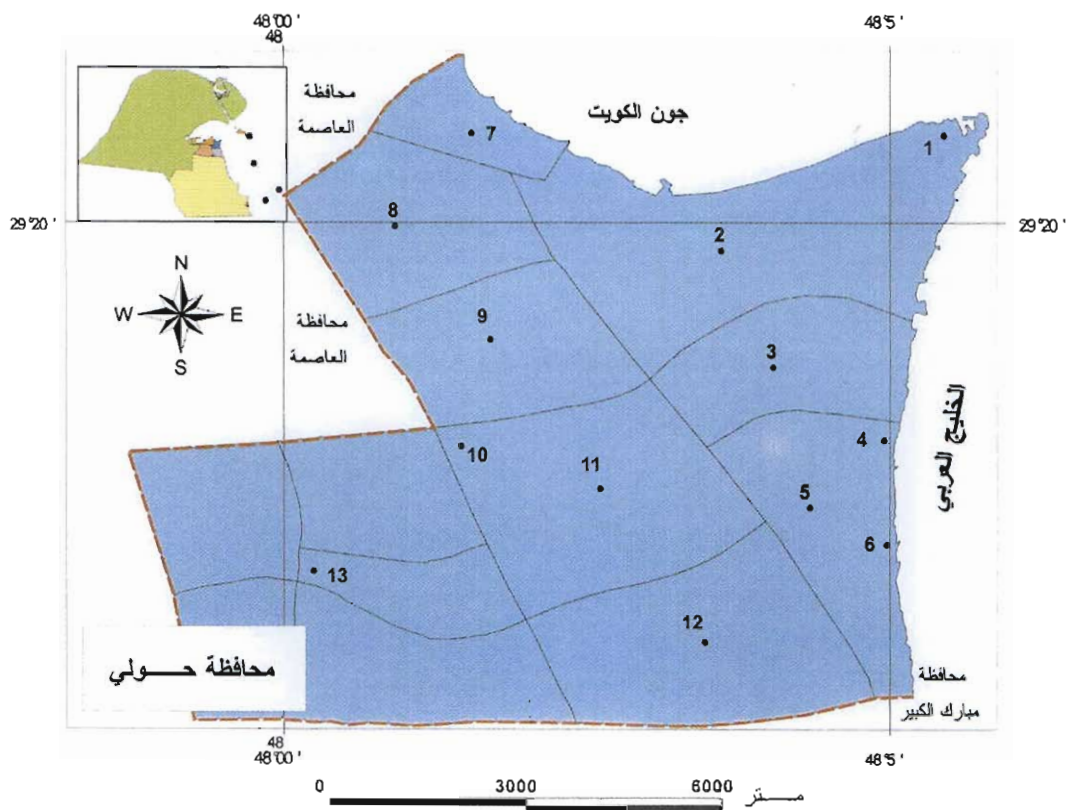 48°00'
48
48°5'
محافظة
العاصمة
جون الكويت
7
1
8
29°20'
29°20'
2
N
W E
S
محافظة
العاصمة
9
3
الخليج العربي
10
4
11
5
6
13
12
محافظة حـــولي
محافظة
مبارك الكبير
48
48°00'
48°5'
0 3000 6000 مـــتر